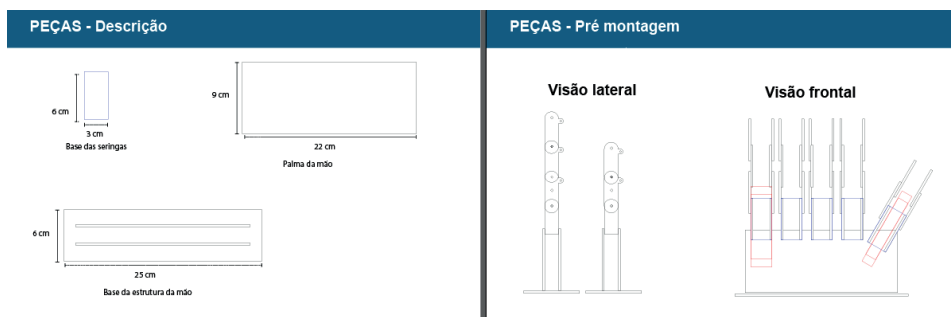 PEÇAS - Descrição
6 cm
3 cm
Base das seringas
9 cm
22 cm
Palma da mão
6 cm
25 cm
Base da estrutura da mão
PEÇAS - Pré montagem
Visão lateral
Visão frontal